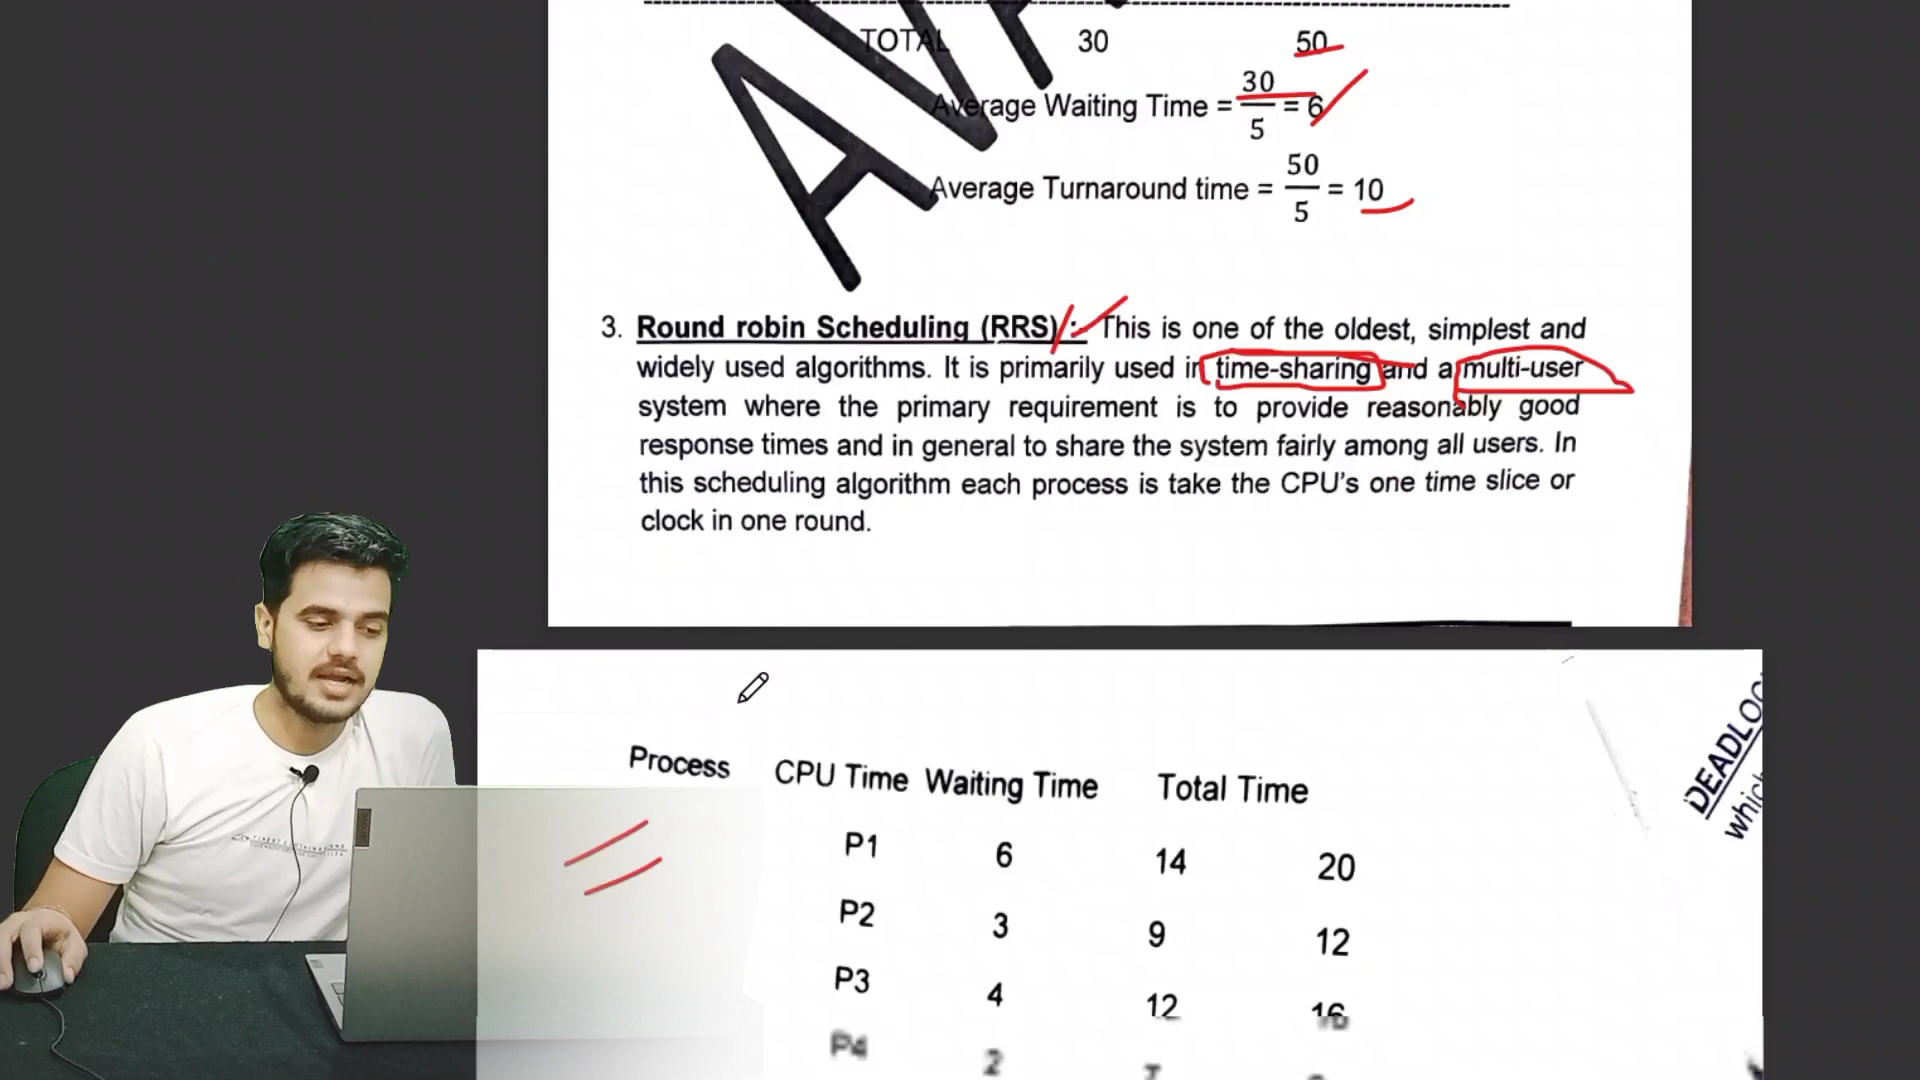 TOTAL 30 50
Average Waiting Time = 30/5 = 6
Average Turnaround time = 50/5 = 10
3. Round robin Scheduling (RRS) :- This is one of the oldest, simplest and
widely used algorithms. It is primarily used in time-sharing and a multi-user
system where the primary requirement is to provide reasonably good
response times and in general to share the system fairly among all users. In
this scheduling algorithm each process is take the CPU's one time slice or
clock in one round.
Process CPU Time Waiting Time Total Time
P1 6 14 20
P2 3 9 12
P3 4 12 16
P4 2 7